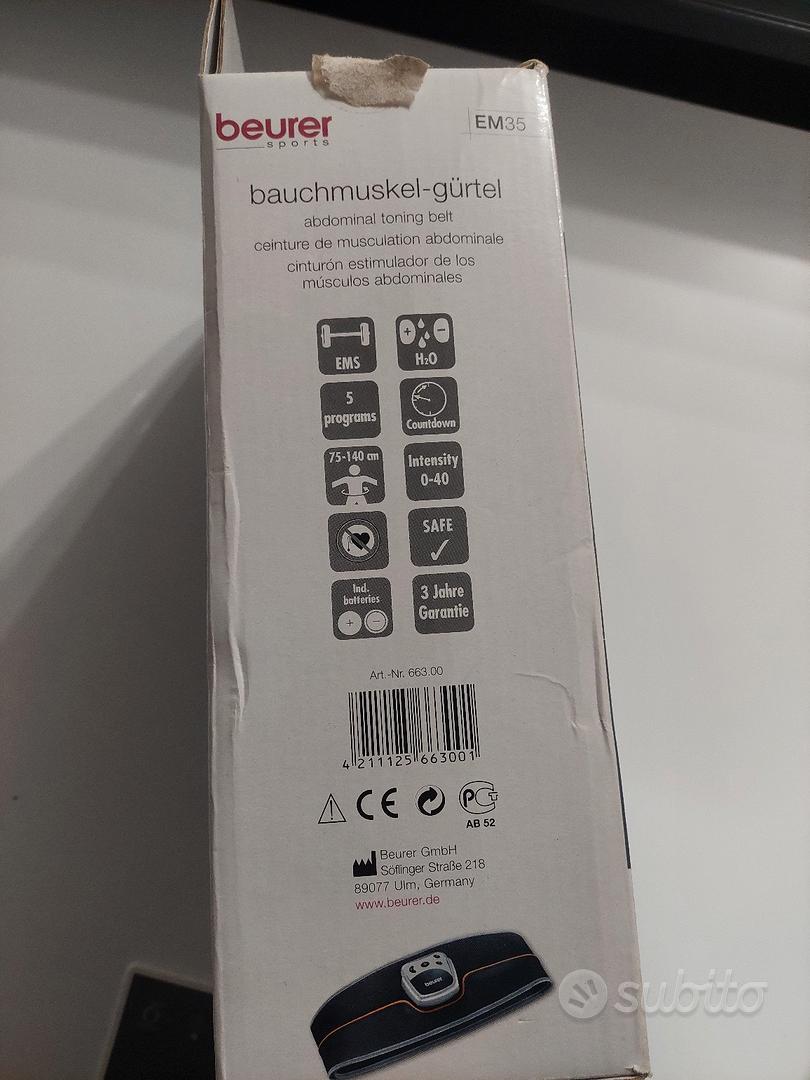 beurer
sports
EM35
bauchmuskel-gürtel
abdominal toning belt
ceinture de musculation abdominale
cinturón estimulador de los
músculos abdominales
EMS
+ −
H₂O
5
programs
Countdown
75-140 cm
Intensity
0-40
SAFE
✓
Incl.
batteries
+ −
3 Jahre
Garantie
Art.-Nr. 663.00
4 211125 663001
CE
PCT
AB 52
Beurer GmbH
Söflinger Straße 218
89077 Ulm, Germany
www.beurer.de
beurer
subito